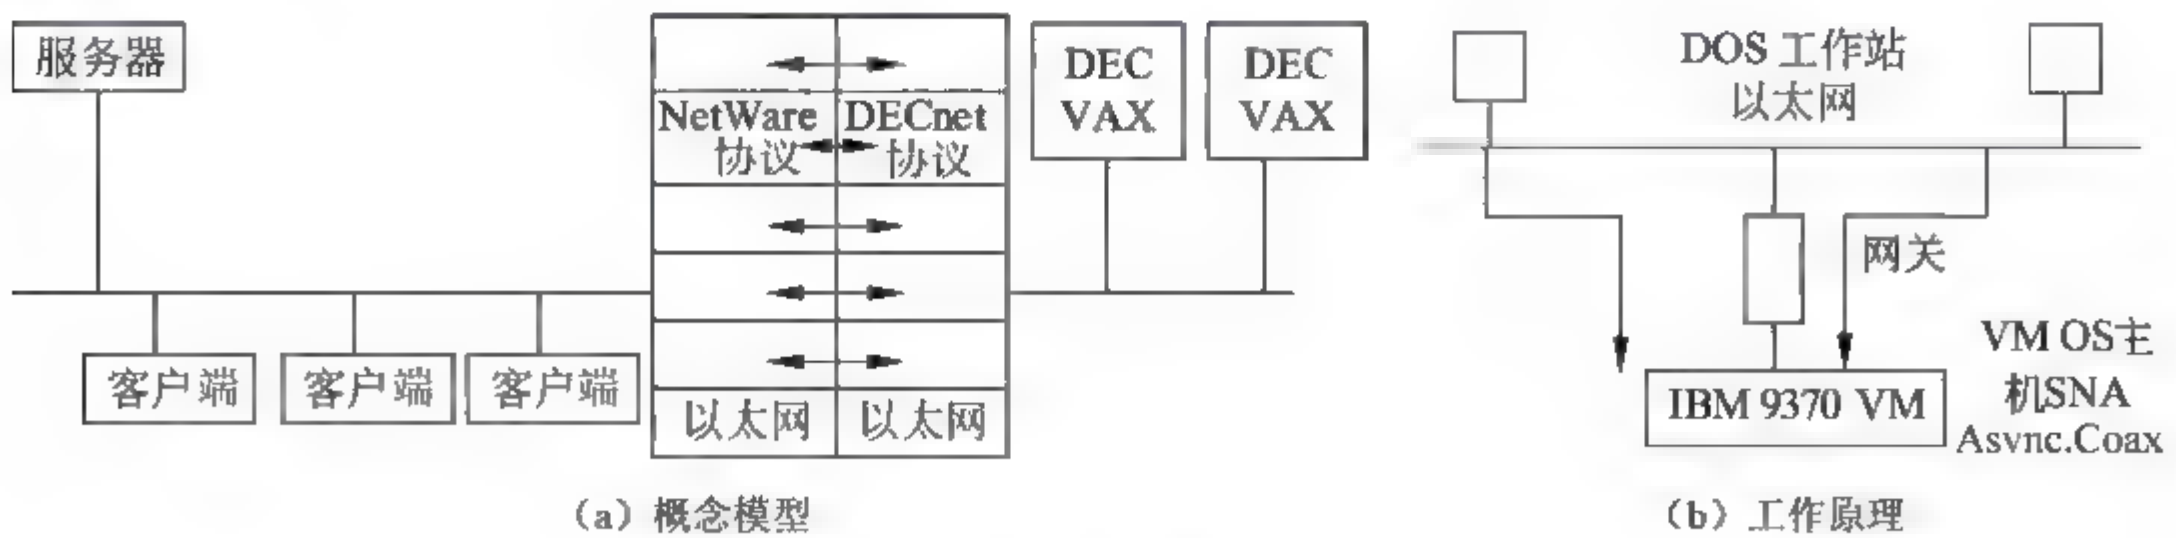 服务器
NetWare
协议
DECnet
协议
以太网
以太网
客户端
客户端
客户端
DEC
VAX
DEC
VAX
(a) 概念模型
DOS 工作站
以太网
网关
IBM 9370 VM
VM OS主
机SNA
Asvnc.Coax
(b) 工作原理